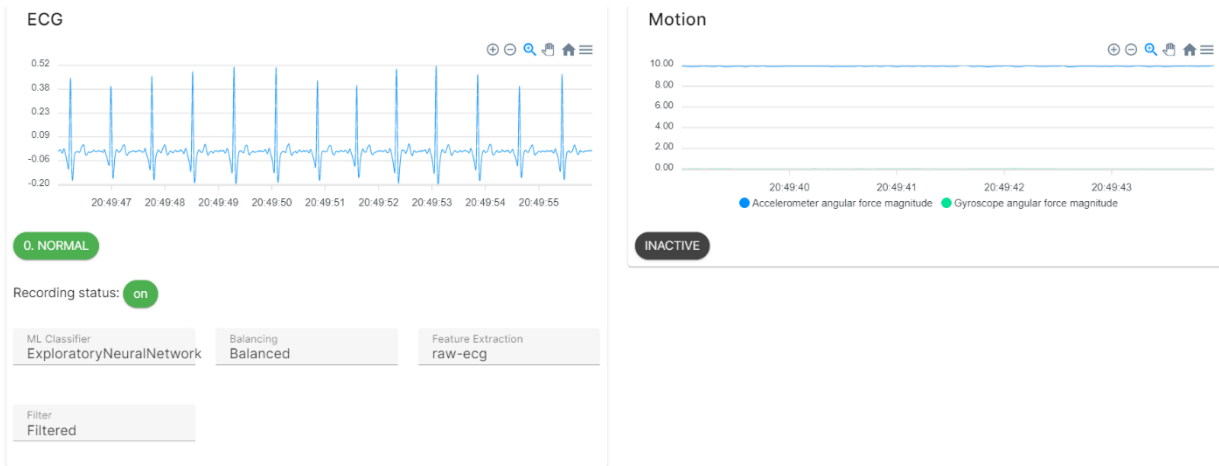 ECG
0.52
0.38
0.23
0.09
-0.06
-0.20
20:49:47 20:49:48 20:49:49 20:49:50 20:49:51 20:49:52 20:49:53 20:49:54 20:49:55
0. NORMAL
Recording status: on
ML Classifier
ExploratoryNeuralNetwork
Balancing
Balanced
Feature Extraction
raw-ecg
Filter
Filtered
Motion
10.00
8.00
6.00
4.00
2.00
0.00
20:49:40 20:49:41 20:49:42 20:49:43
Accelerometer angular force magnitude Gyroscope angular force magnitude
INACTIVE